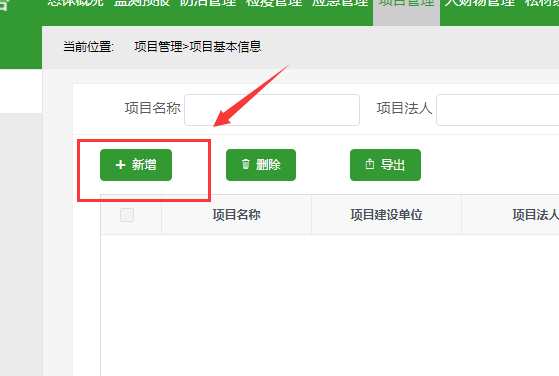 总体概况 监测预报 防治管理 检疫管理 应急管理 项目管理 人财物管理 松材线
当前位置: 项目管理>项目基本信息
项目名称 项目法人
+ 新增 删除 导出
项目名称 项目建设单位 项目法人